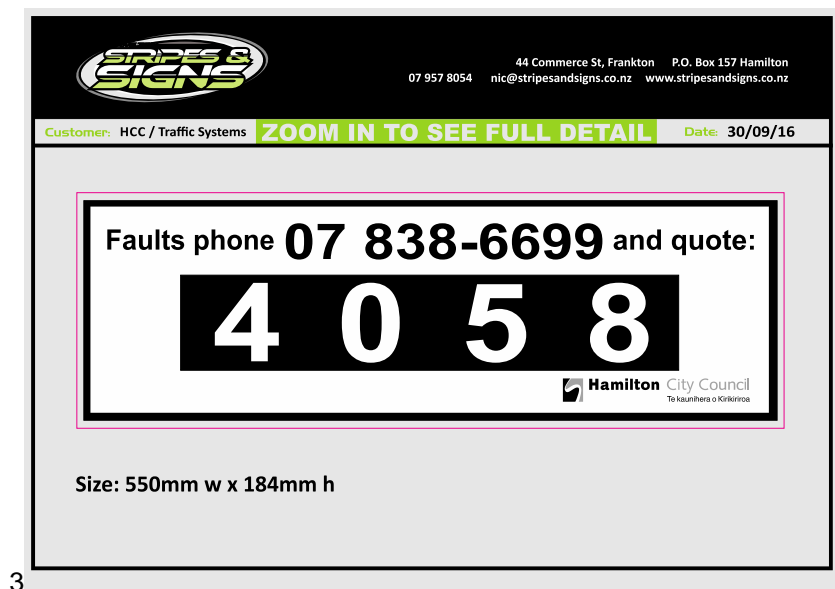 STRIPES &
SIGNS
44 Commerce St, Frankton P.O. Box 157 Hamilton
07 957 8054 nic@stripesandsigns.co.nz www.stripesandsigns.co.nz
Customer: HCC / Traffic Systems ZOOM IN TO SEE FULL DETAIL Date: 30/09/16
Faults phone 07 838-6699 and quote:
4 0 5 8
Hamilton City Council
Te kaunihera o Kirikiriroa
Size: 550mm w x 184mm h
3